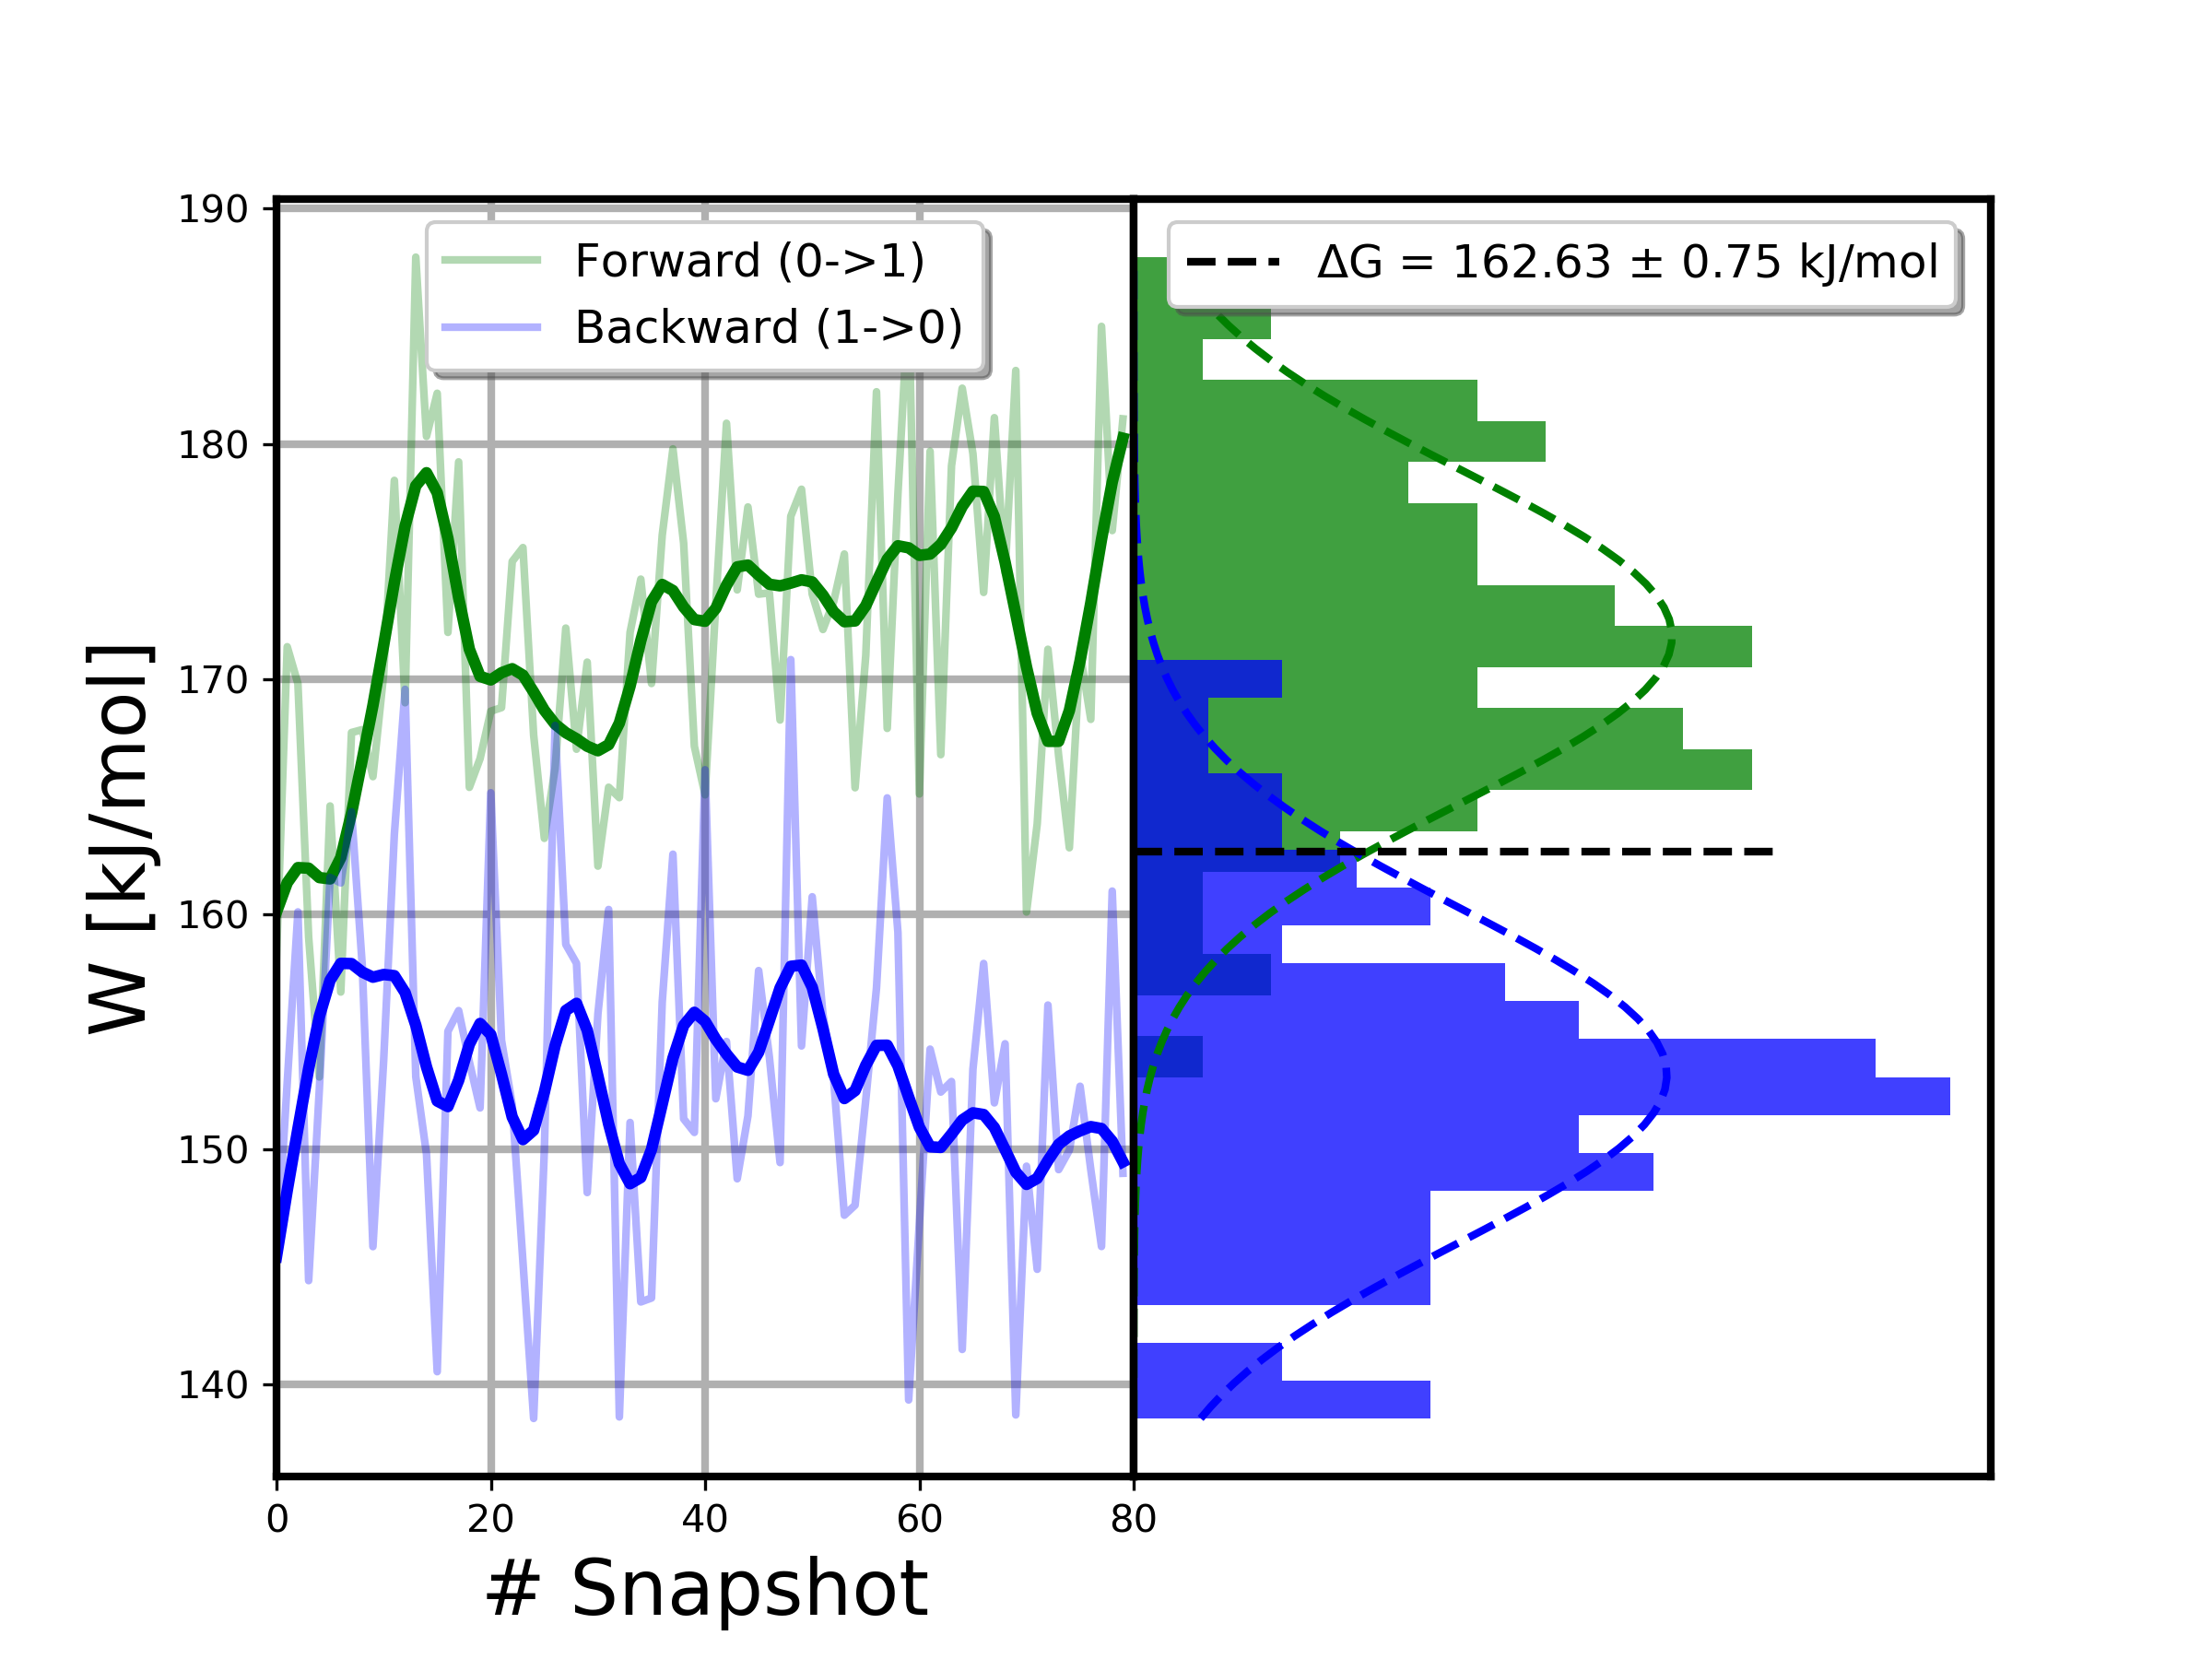 Forward (0->1)
Backward (1->0)
ΔG = 162.63 ± 0.75 kJ/mol
W [kJ/mol]
190
180
170
160
150
140
0 20 40 60 80
# Snapshot